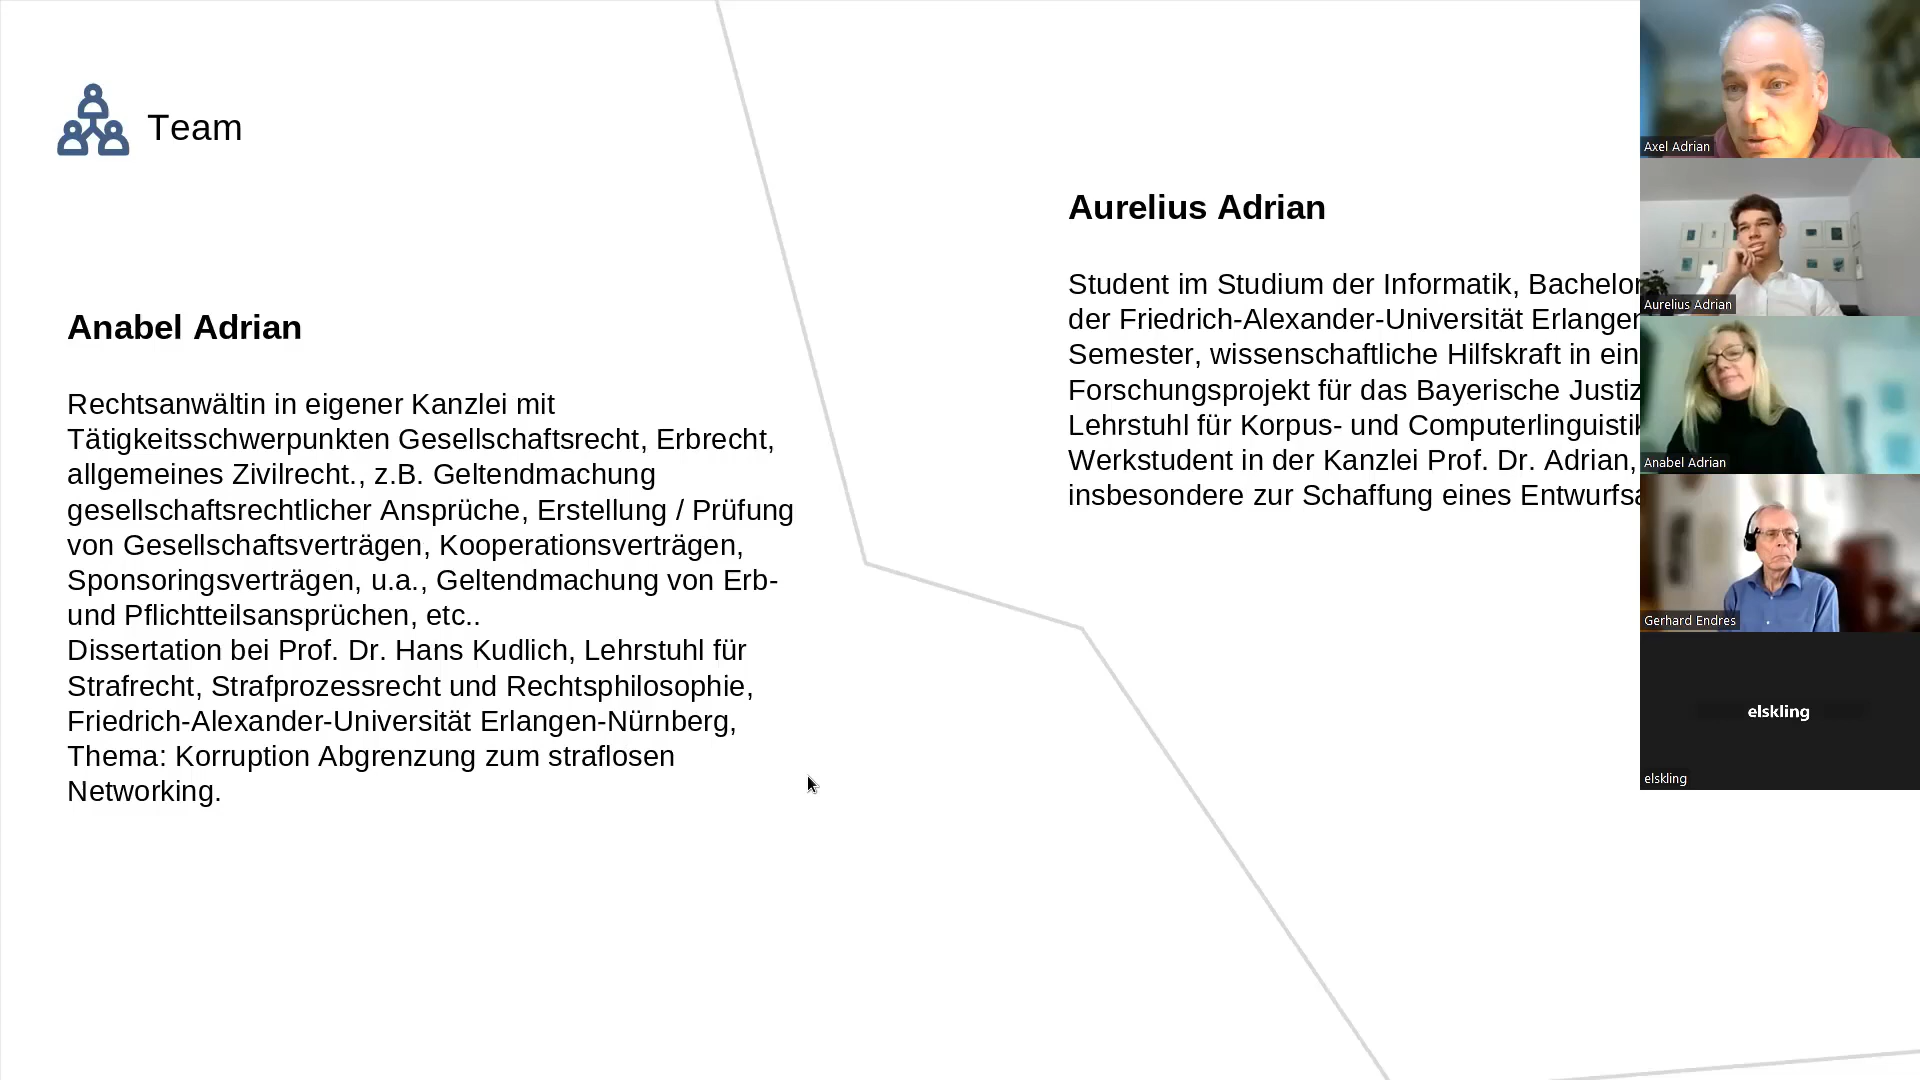 Team
Anabel Adrian
Rechtsanwältin in eigener Kanzlei mit
Tätigkeitsschwerpunkten Gesellschaftsrecht, Erbrecht,
allgemeines Zivilrecht., z.B. Geltendmachung
gesellschaftsrechtlicher Ansprüche, Erstellung / Prüfung
von Gesellschaftsverträgen, Kooperationsverträgen,
Sponsoringsverträgen, u.a., Geltendmachung von Erb-
und Pflichtteilsansprüchen, etc..
Dissertation bei Prof. Dr. Hans Kudlich, Lehrstuhl für
Strafrecht, Strafprozessrecht und Rechtsphilosophie,
Friedrich-Alexander-Universität Erlangen-Nürnberg,
Thema: Korruption Abgrenzung zum straflosen
Networking.
Aurelius Adrian
Student im Studium der Informatik, Bachelor
der Friedrich-Alexander-Universität Erlangen
Semester, wissenschaftliche Hilfskraft in ein
Forschungsprojekt für das Bayerische Justiz
Lehrstuhl für Korpus- und Computerlinguistik
Werkstudent in der Kanzlei Prof. Dr. Adrian,
insbesondere zur Schaffung eines Entwurfs
Axel Adrian
Aurelius Adrian
Anabel Adrian
Gerhard Endres
elskling
elskling